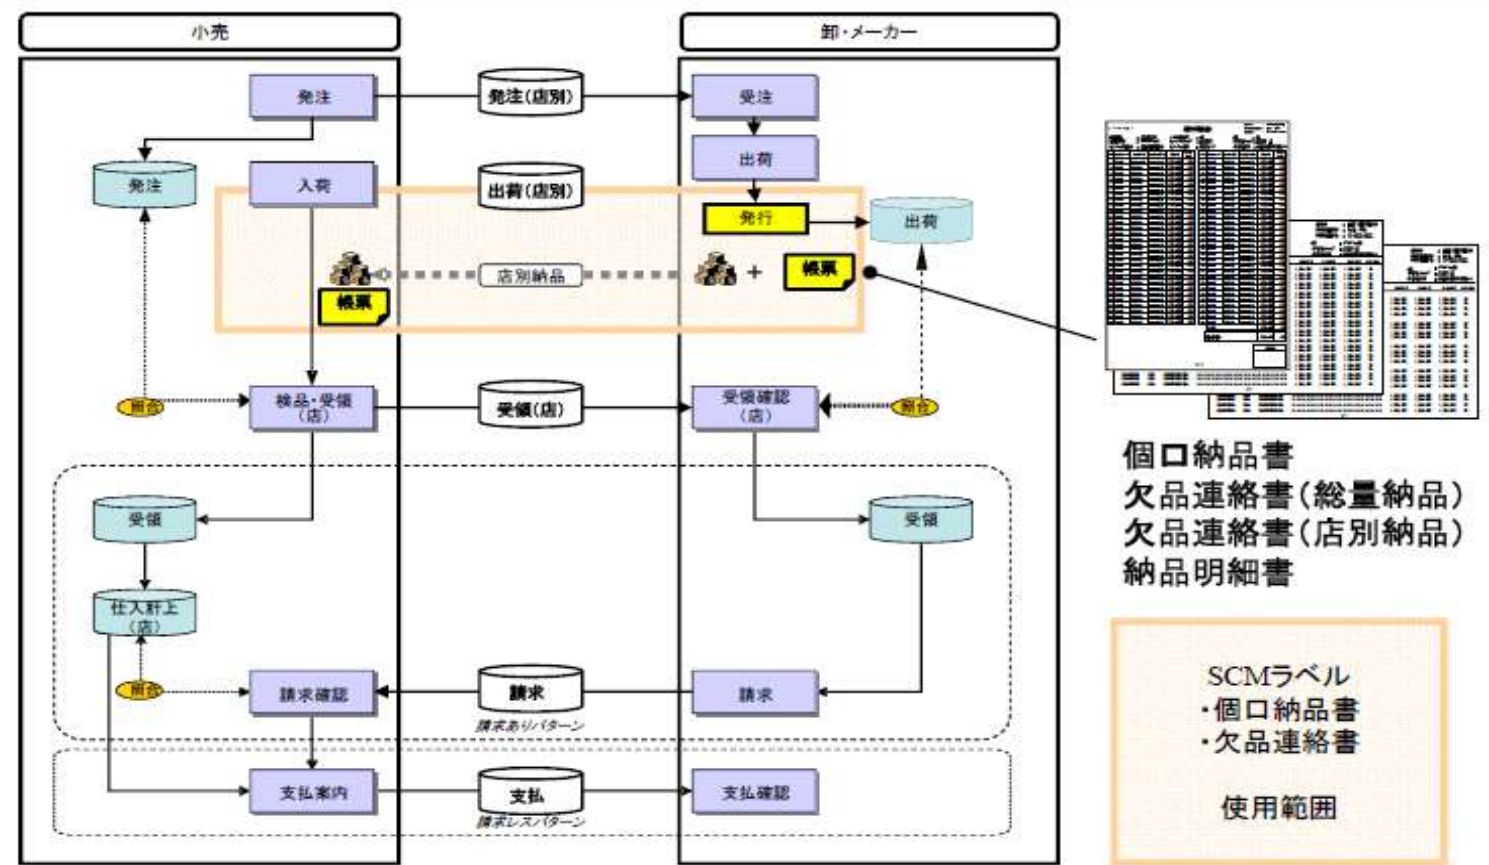 小売
卸・メーカー
発注
発注(店別)
受注
発注
入荷
出荷(店別)
出荷
発行
出荷
店別納品
+
帳票
帳票
照合
検品・受領
(店)
受領(店)
受領確認
(店)
照合
受領
受領
仕入計上
(店)
照合
請求確認
請求
請求ありパターン
請求
支払案内
支払
請求レスパターン
支払確認
個口納品書
欠品連絡書(総量納品)
欠品連絡書(店別納品)
納品明細書
SCMラベル
・個口納品書
・欠品連絡書
使用範囲